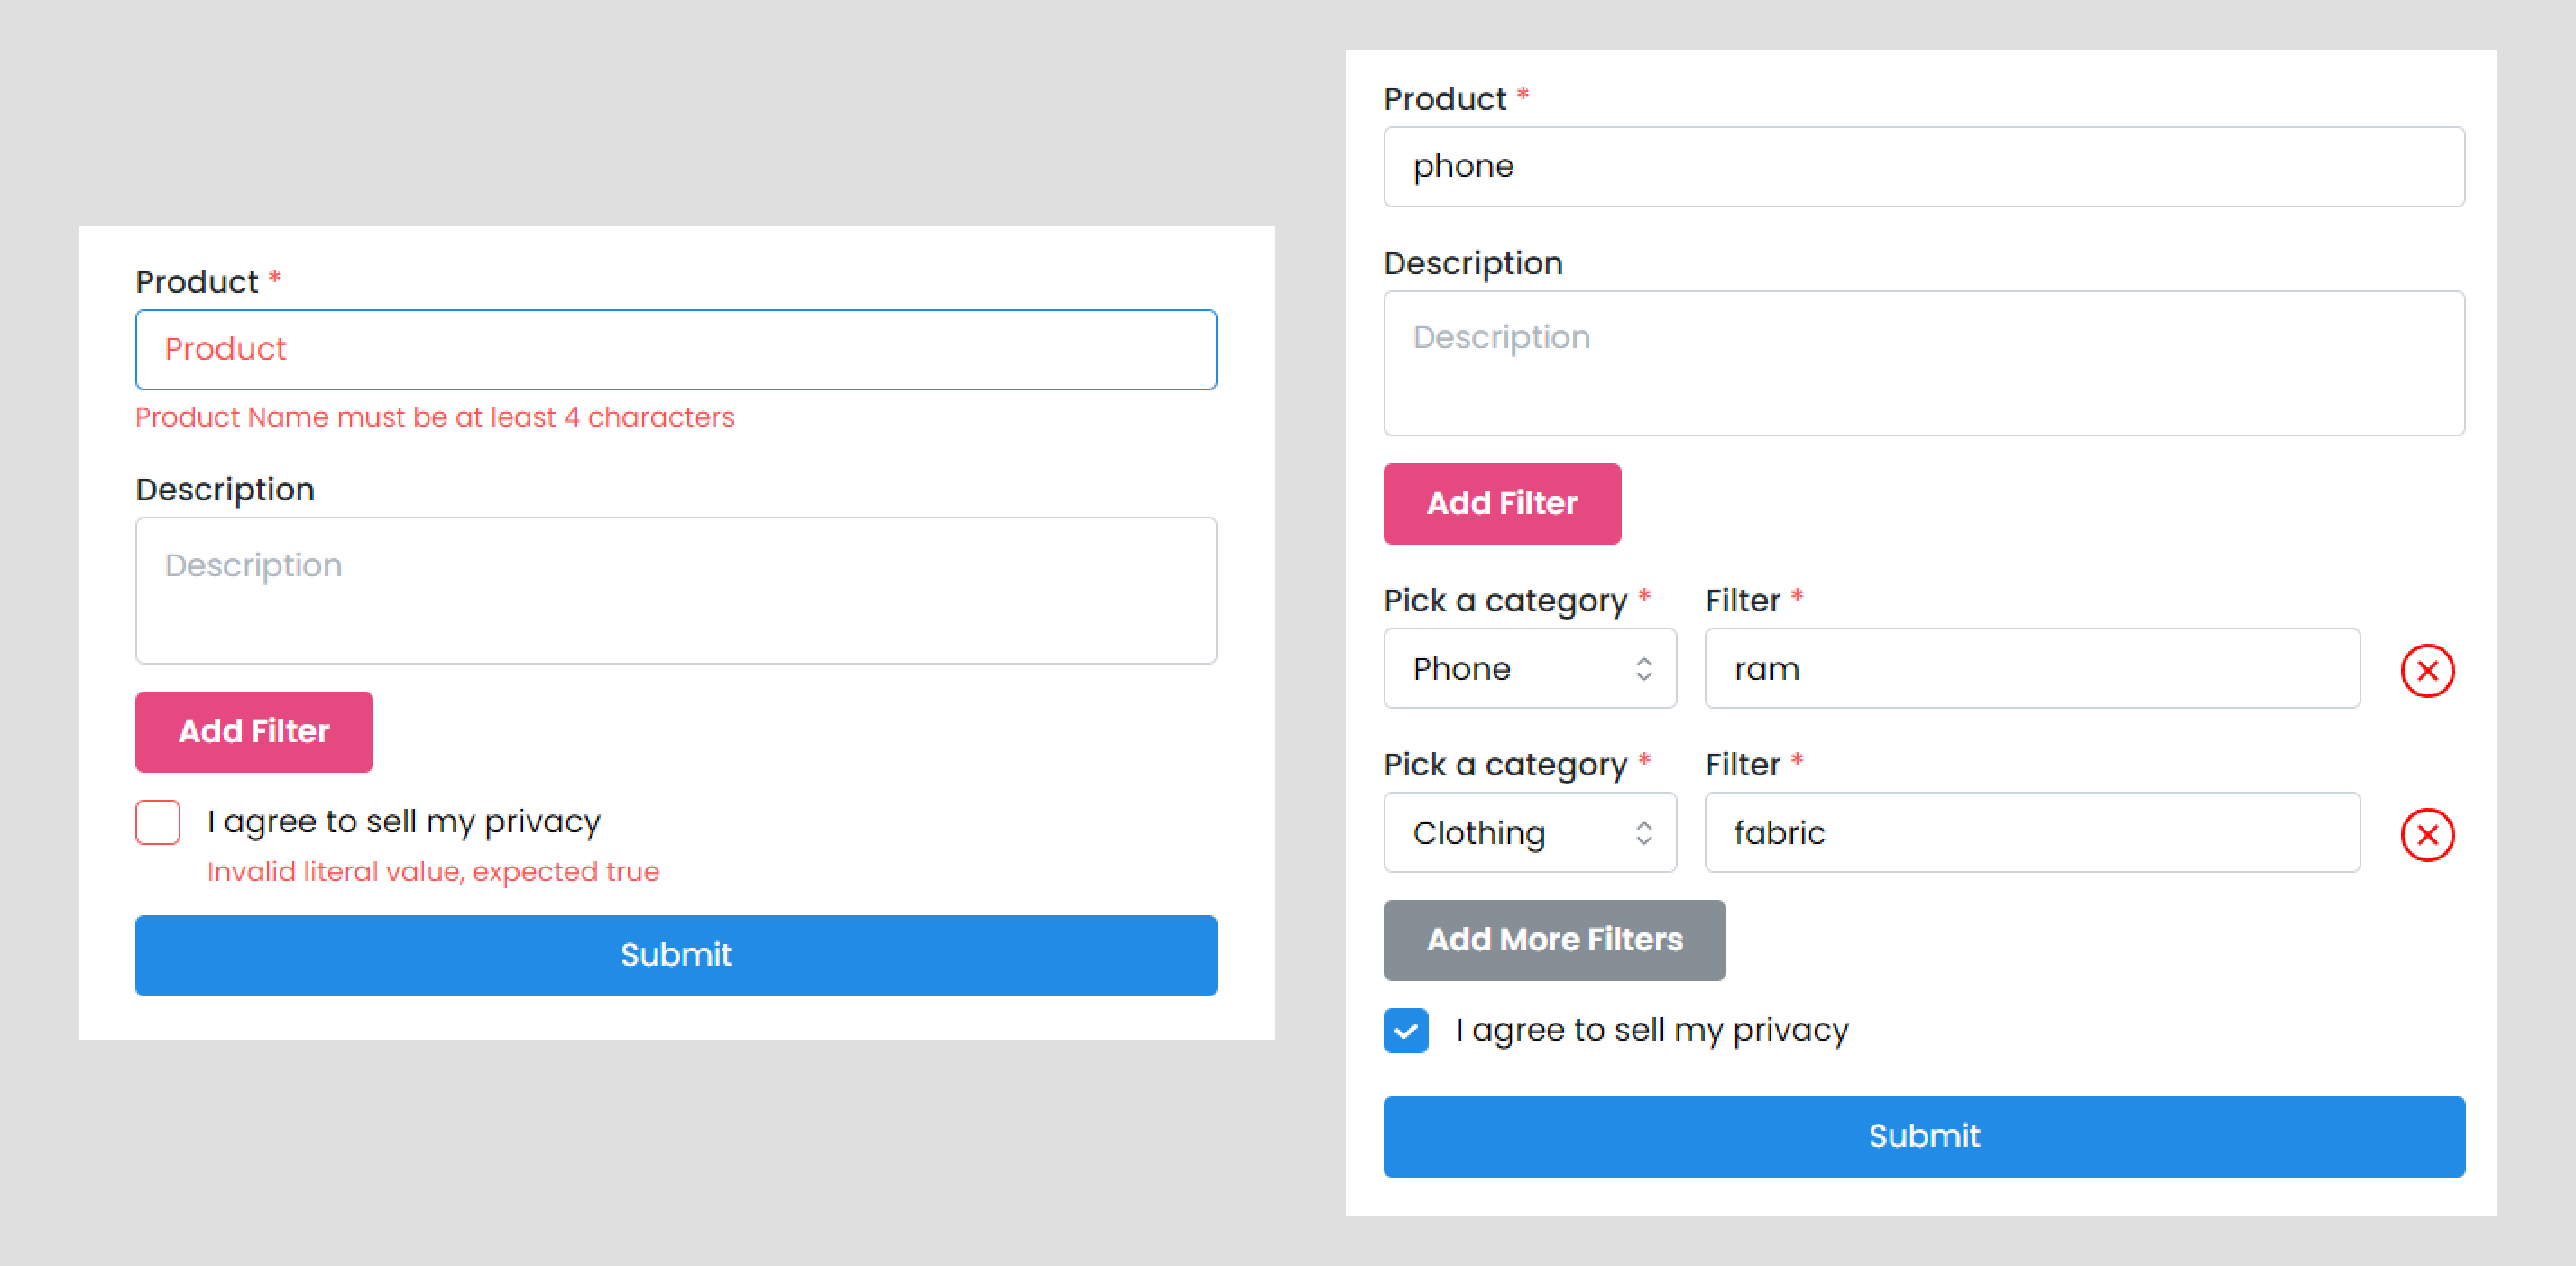 Product *
Product
Product Name must be at least 4 characters
Description
Description
Add Filter
I agree to sell my privacy
Invalid literal value, expected true
Submit
Product *
phone
Description
Description
Add Filter
Pick a category * Filter *
Phone ram
Pick a category * Filter *
Clothing fabric
Add More Filters
I agree to sell my privacy
Submit